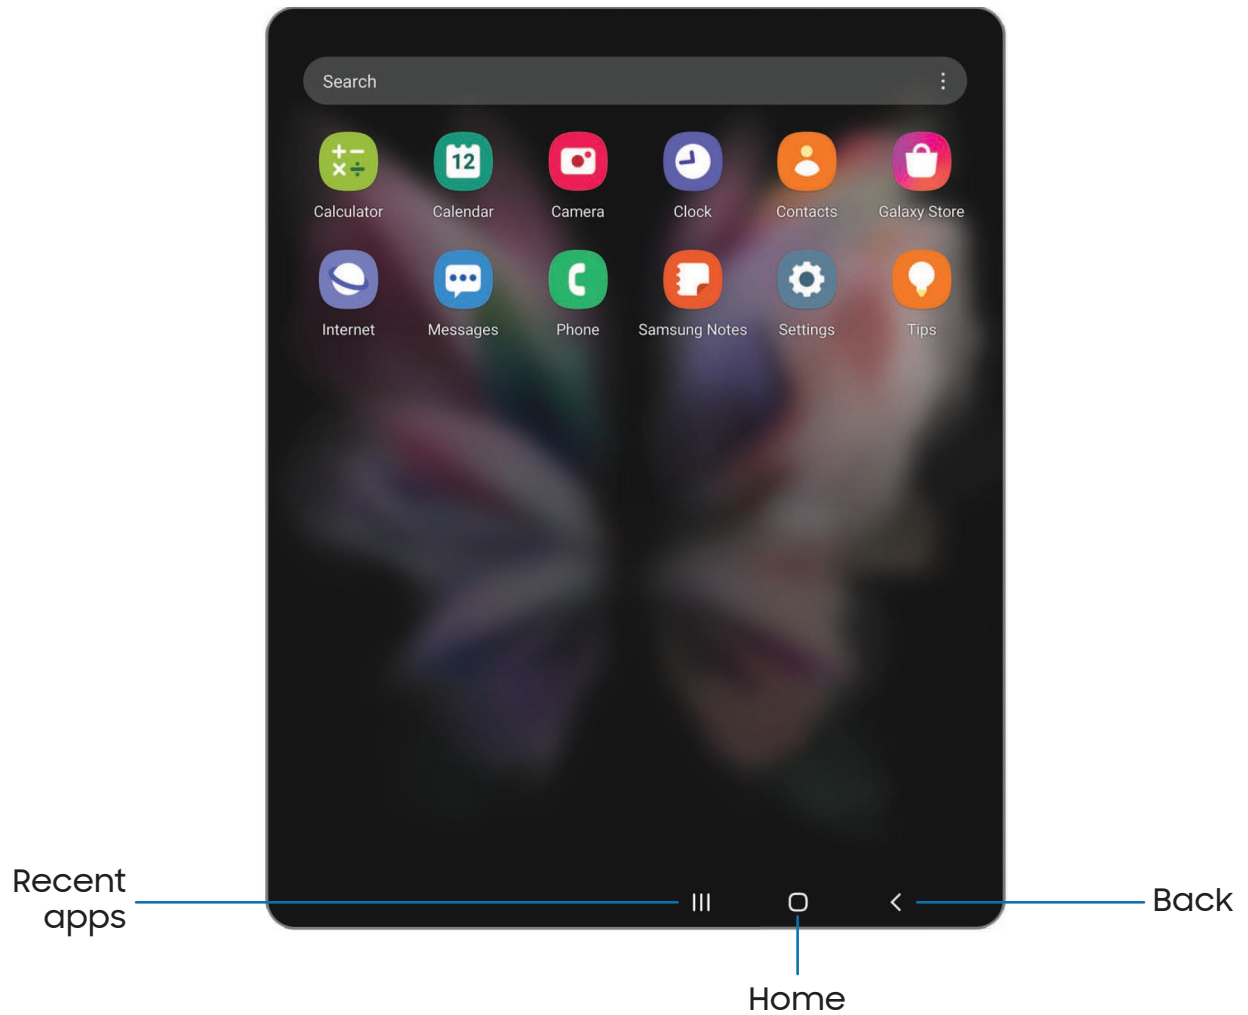 Search
12
Calculator Calendar Camera Clock Contacts Galaxy Store
Internet Messages Phone Samsung Notes Settings Tips
Recent
apps
Back
Home